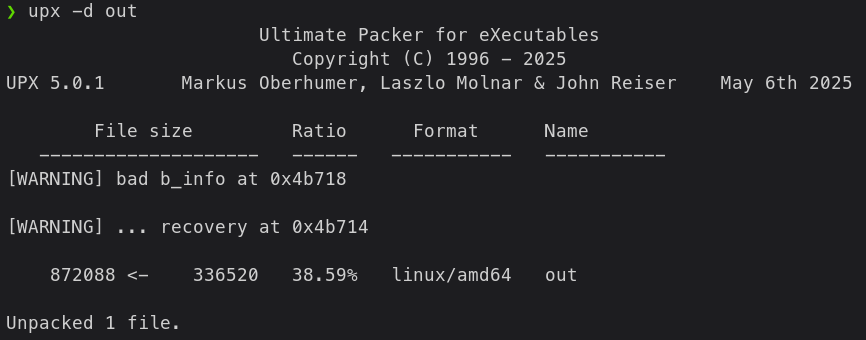 ❯ upx -d out
Ultimate Packer for eXecutables
Copyright (C) 1996 - 2025
UPX 5.0.1 Markus Oberhumer, Laszlo Molnar & John Reiser May 6th 2025
File size Ratio Format Name
-------------------- ------ ----------- -----------
[WARNING] bad b_info at 0x4b718
[WARNING] ... recovery at 0x4b714
872088 <- 336520 38.59% linux/amd64 out
Unpacked 1 file.